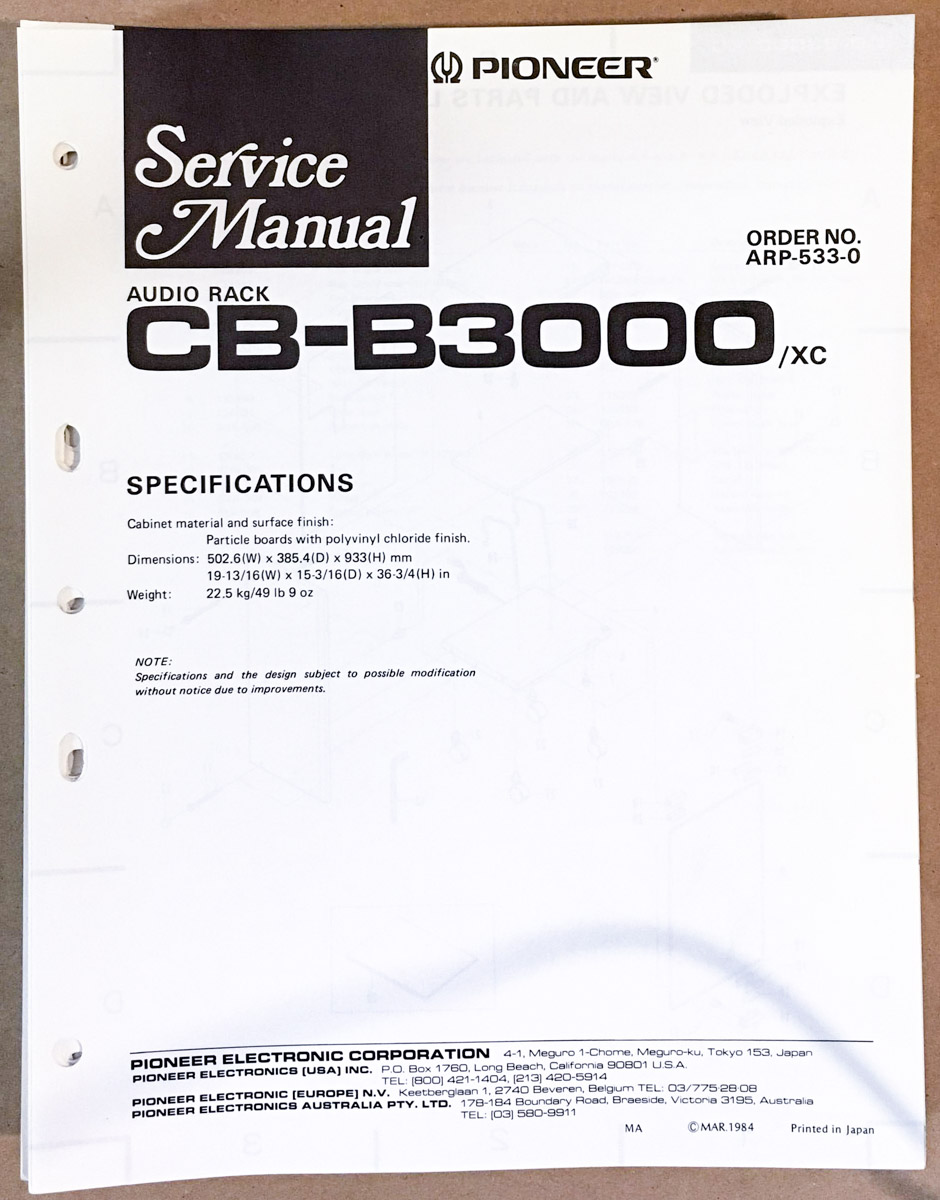 PIONEER®
Service
Manual
ORDER NO.
ARP-533-0
AUDIO RACK
CB-B3000/XC
SPECIFICATIONS
Cabinet material and surface finish:
Particle boards with polyvinyl chloride finish.
Dimensions: 502.6(W) x 385.4(D) x 933(H) mm
19-13/16(W) x 15-3/16(D) x 36-3/4(H) in
Weight: 22.5 kg/49 lb 9 oz
NOTE:
Specifications and the design subject to possible modification
without notice due to improvements.
PIONEER ELECTRONIC CORPORATION 4-1, Meguro 1-Chome, Meguro-ku, Tokyo 153, Japan
PIONEER ELECTRONICS [USA] INC. P.O. Box 1760, Long Beach, California 90801 U.S.A.
TEL: [800] 421-1404, [213] 420-5914
PIONEER ELECTRONIC [EUROPE] N.V. Keetberglaan 1, 2740 Beveren, Belgium TEL: 03/775·28·08
PIONEER ELECTRONICS AUSTRALIA PTY. LTD. 178-184 Boundary Road, Braeside, Victoria 3195, Australia
TEL: [03] 580-9911
MA ©MAR.1984 Printed in Japan